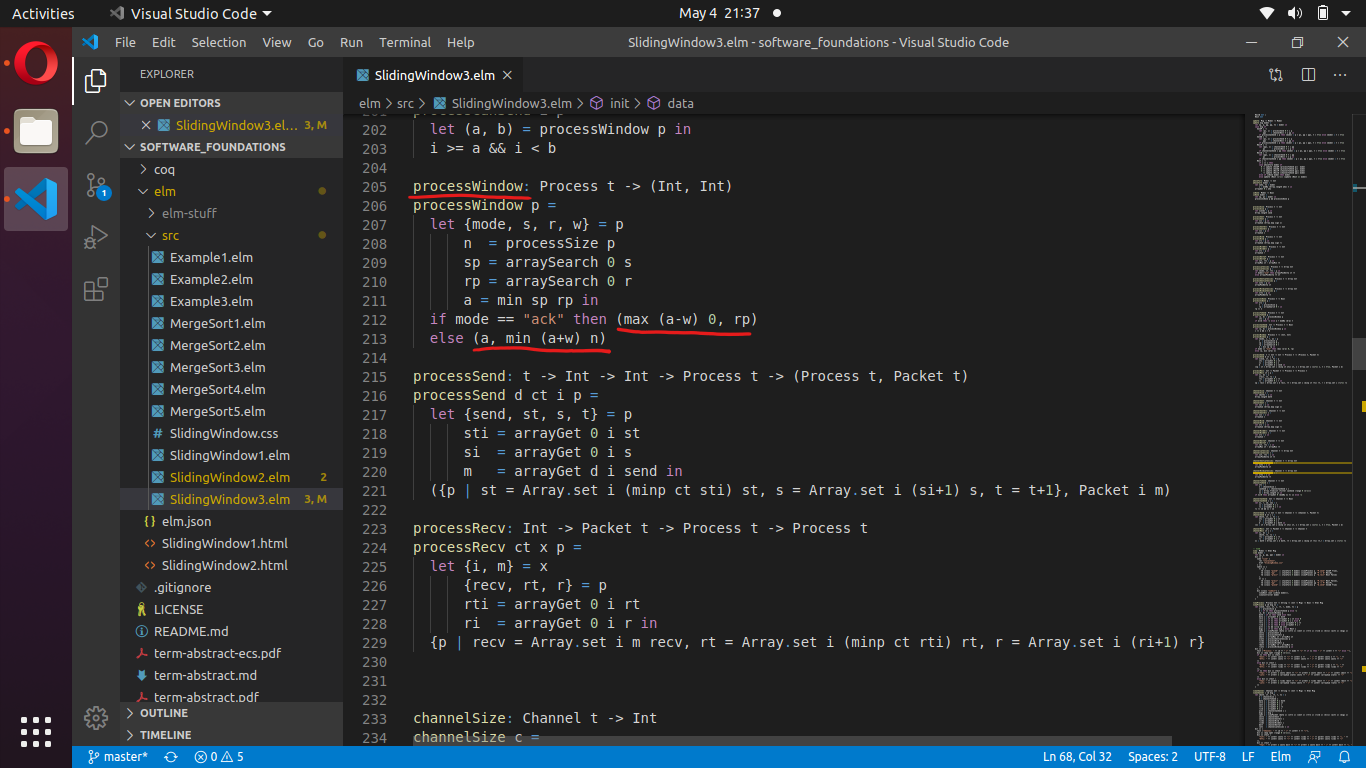 Activities
Visual Studio Code
May 4 21:37
File Edit Selection View Go Run Terminal Help
SlidingWindow3.elm - software_foundations - Visual Studio Code
EXPLORER
OPEN EDITORS
SlidingWindow3.el... 3, M
SOFTWARE_FOUNDATIONS
coq
elm
elm-stuff
src
Example1.elm
Example2.elm
Example3.elm
MergeSort1.elm
MergeSort2.elm
MergeSort3.elm
MergeSort4.elm
MergeSort5.elm
# SlidingWindow.css
SlidingWindow1.elm
SlidingWindow2.elm 2
SlidingWindow3.elm 3, M
{ } elm.json
<> SlidingWindow1.html
<> SlidingWindow2.html
.gitignore
LICENSE
README.md
term-abstract-ecs.pdf
term-abstract.md
term-abstract.pdf
OUTLINE
TIMELINE
1
SlidingWindow3.elm
elm > src > SlidingWindow3.elm > init > data
202 let (a, b) = processWindow p in
203 i >= a && i < b
204
205 processWindow: Process t -> (Int, Int)
206 processWindow p =
207 let {mode, s, r, w} = p
208 n  = processSize p
209 sp = arraySearch 0 s
210 rp = arraySearch 0 r
211 a = min sp rp in
212 if mode == "ack" then (max (a-w) 0, rp)
213 else (a, min (a+w) n)
214
215 processSend: t -> Int -> Int -> Process t -> (Process t, Packet t)
216 processSend d ct i p =
217 let {send, st, s, t} = p
218 sti = arrayGet 0 i st
219 si  = arrayGet 0 i s
220 m   = arrayGet d i send in
221 ({p | st = Array.set i (minp ct sti) st, s = Array.set i (si+1) s, t = t+1}, Packet i m)
222
223 processRecv: Int -> Packet t -> Process t -> Process t
224 processRecv ct x p =
225 let {i, m} = x
226 {recv, rt, r} = p
227 rti = arrayGet 0 i rt
228 ri  = arrayGet 0 i r in
229 {p | recv = Array.set i m recv, rt = Array.set i (minp ct rti) rt, r = Array.set i (ri+1) r}
230
231
232
233 channelSize: Channel t -> Int
234 channelSize c =
master* 0 5
Ln 68, Col 32 Spaces: 2 UTF-8 LF Elm